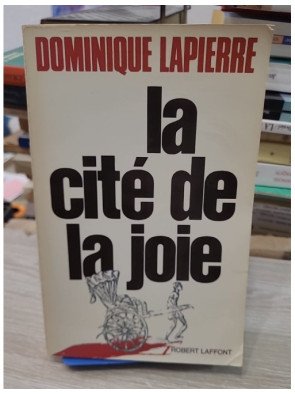 DOMINIQUE LAPIERRE
la
cité de
la joie
ROBERT LAFFONT